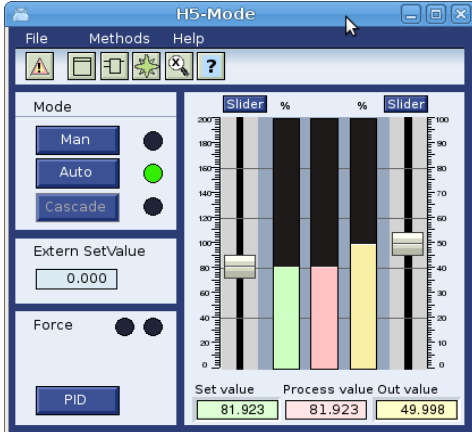 H5-Mode
File Methods Help
?
Mode
Man
Auto
Cascade
Extern SetValue
0.000
Force
PID
Slider % % Slider
200 100
180 90
160 80
140 70
120 60
100 50
80 40
60 30
40 20
20 10
0 0
Set value Process value Out value
81.923 81.923 49.998